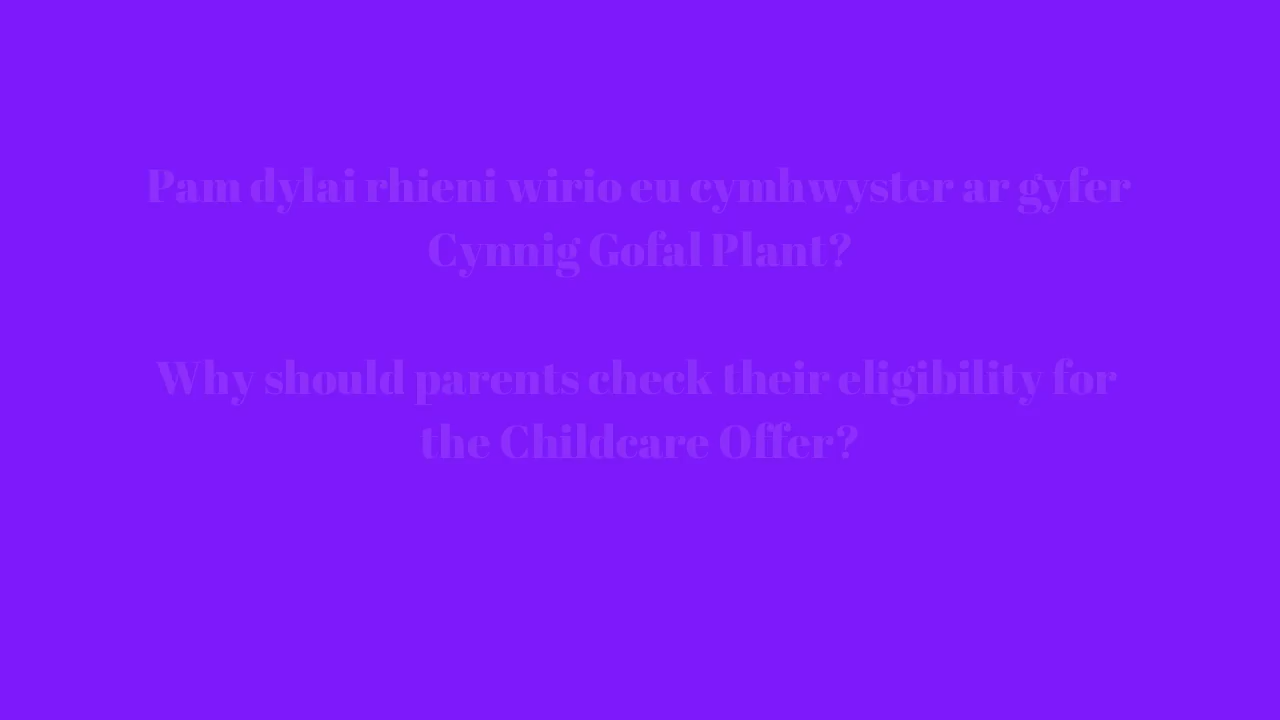 Pam dylai rhieni wirio eu cymhwyster ar gyfer
Cynnig Gofal Plant?
Why should parents check their eligibility for
the Childcare Offer?